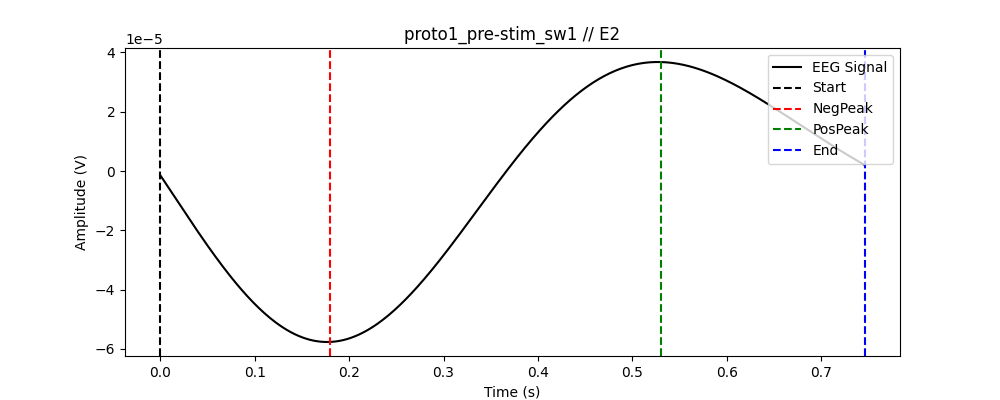 proto1_pre-stim_sw1 // E2
1e−5
4
2
0
−2
−4
−6
Amplitude (V)
EEG Signal
Start
NegPeak
PosPeak
End
0.0 0.1 0.2 0.3 0.4 0.5 0.6 0.7
Time (s)